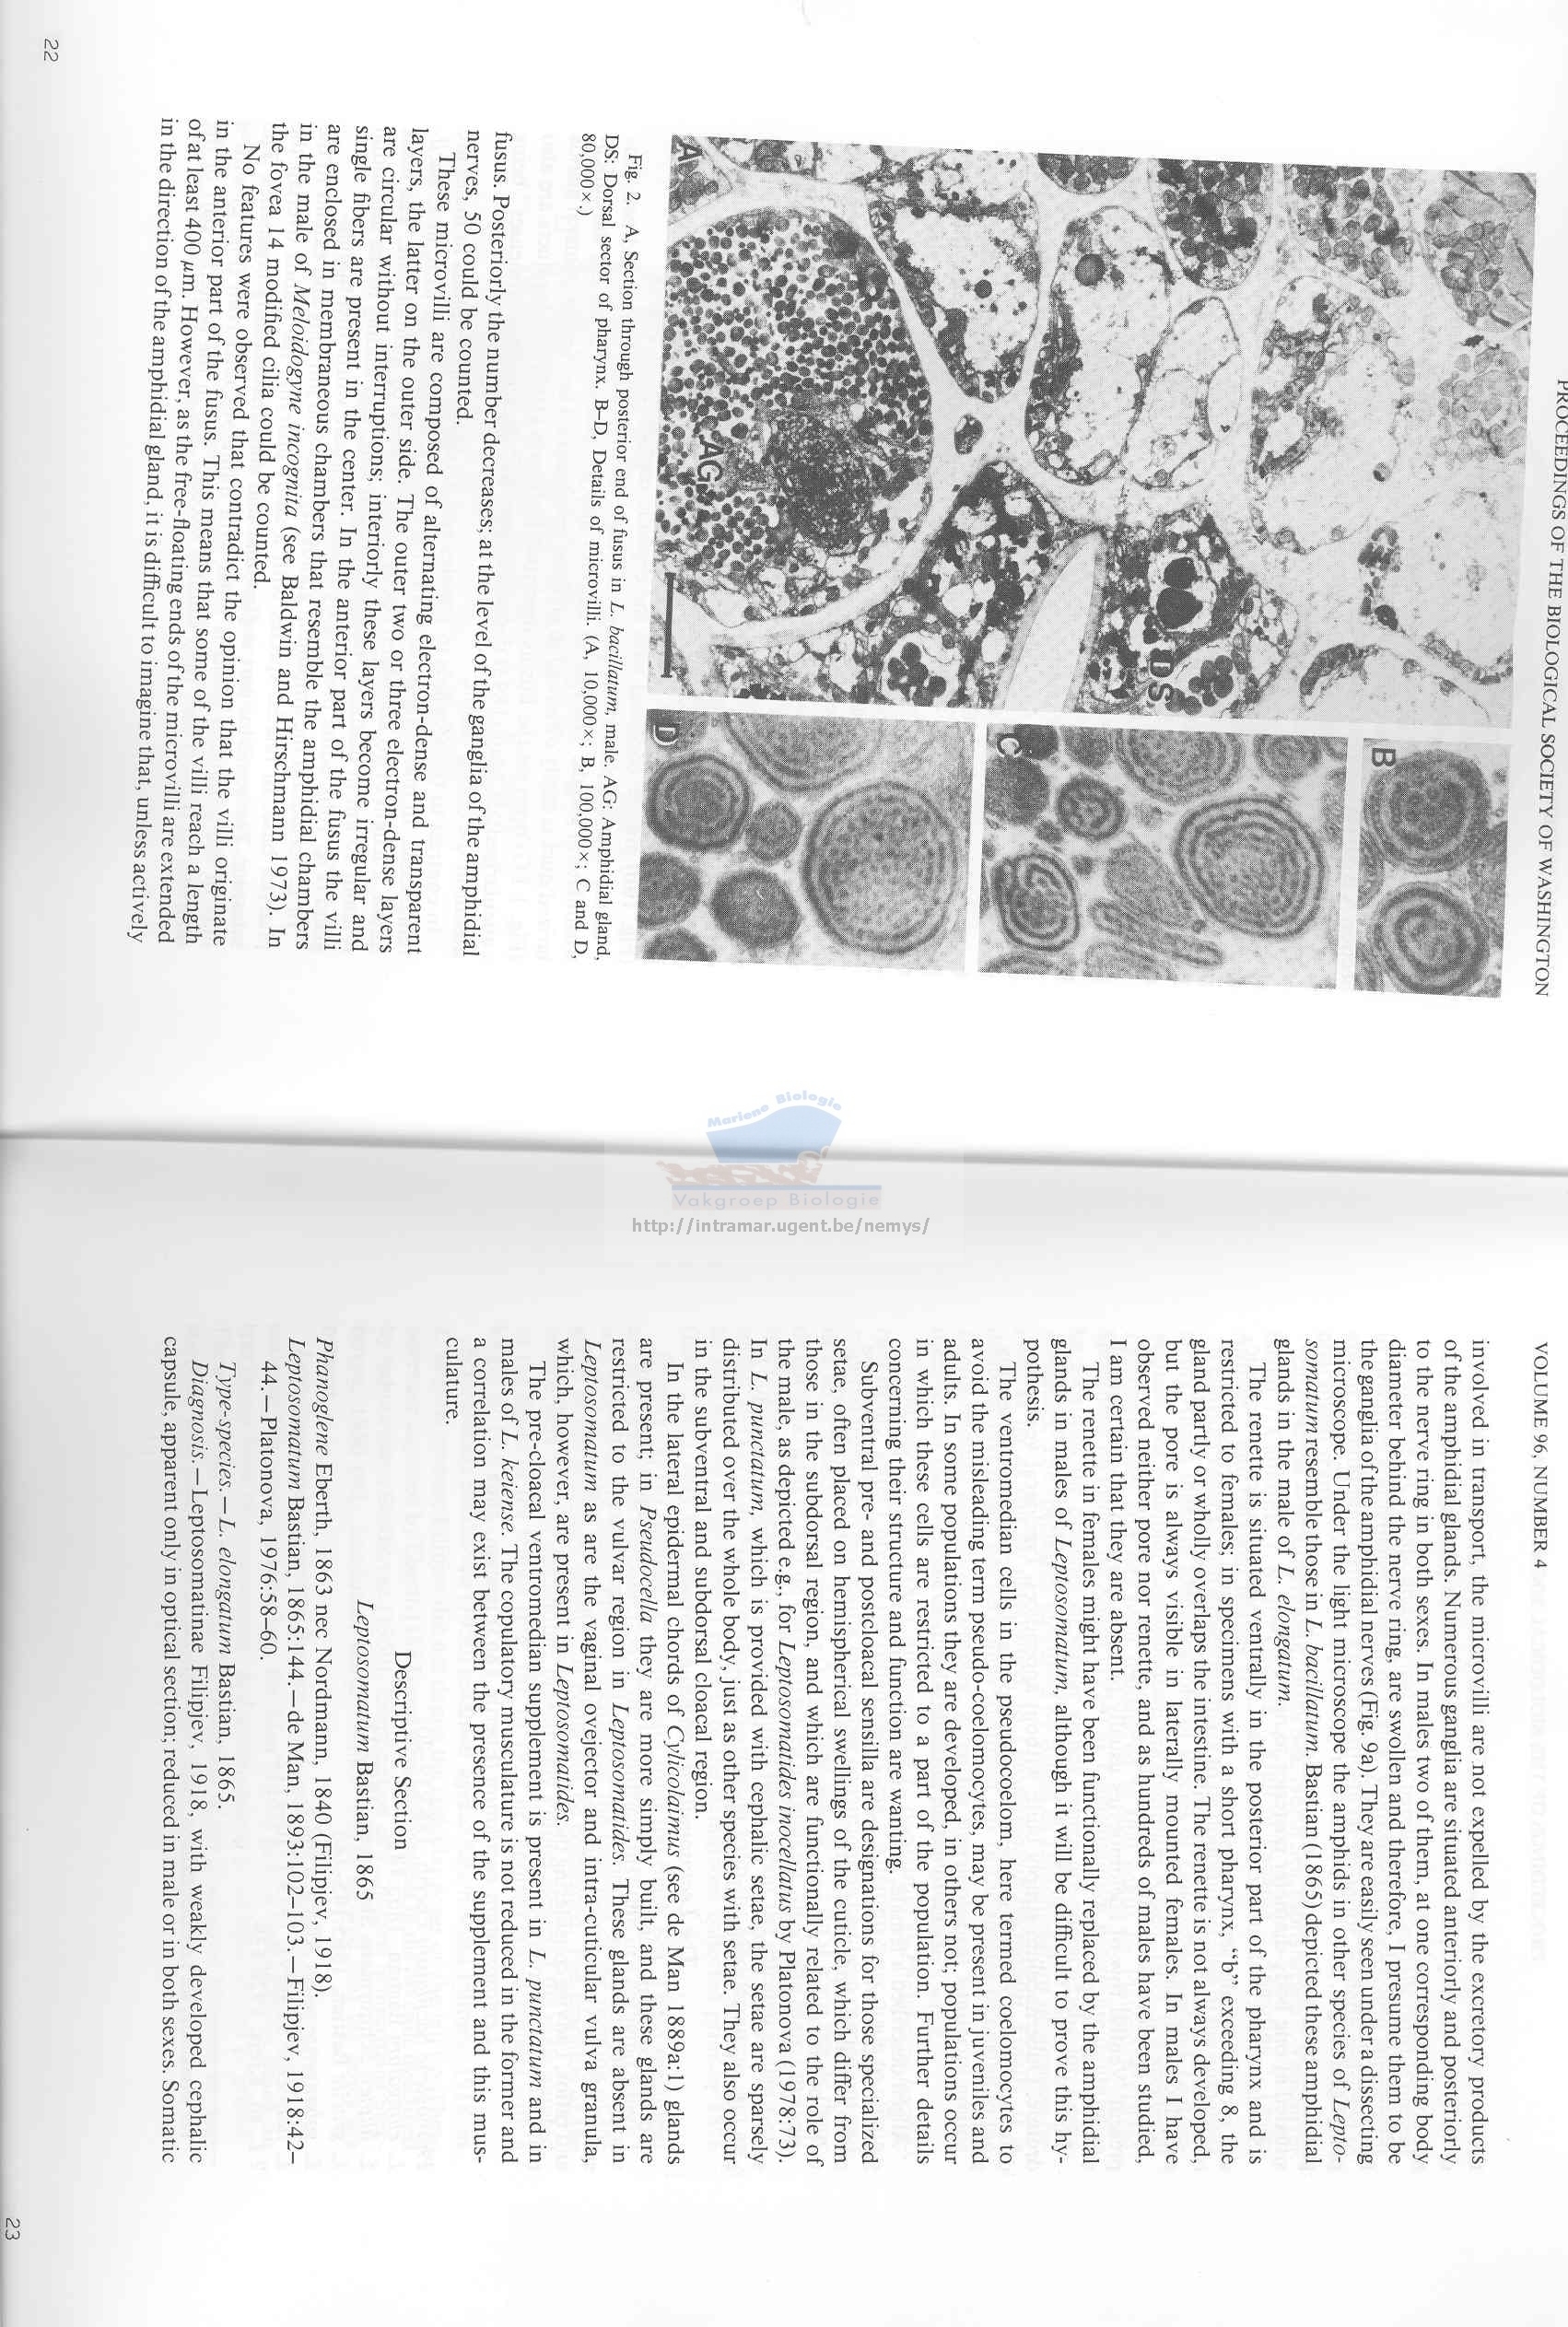 PROCEEDINGS OF THE BIOLOGICAL SOCIETY OF WASHINGTON
A
AG
DS
B
C
D
Fig. 2. A, Section through posterior end of fusus in L. bacillatum, male. AG: Amphidial gland,
DS: Dorsal sector of pharynx. B–D, Details of microvilli. (A, 10,000×; B, 100,000×; C and D,
80,000×.)
fusus. Posteriorly the number decreases; at the level of the ganglia of the amphidial
nerves, 50 could be counted.
These microvilli are composed of alternating electron-dense and transparent
layers, the latter on the outer side. The outer two or three electron-dense layers
are circular without interruptions; interiorly these layers become irregular and
single fibers are present in the center. In the anterior part of the fusus the villi
are enclosed in membraneous chambers that resemble the amphidial chambers
in the male of Meloidogyne incognita (see Baldwin and Hirschmann 1973). In
the fovea 14 modified cilia could be counted.
No features were observed that contradict the opinion that the villi originate
in the anterior part of the fusus. This means that some of the villi reach a length
of at least 400 μm. However, as the free-floating ends of the microvilli are extended
in the direction of the amphidial gland, it is difficult to imagine that, unless actively
22
Mariene Biologie
Vakgroep Biologie
http://intramar.ugent.be/nemys/
VOLUME 96, NUMBER 4
involved in transport, the microvilli are not expelled by the excretory products
of the amphidial glands. Numerous ganglia are situated anteriorly and posteriorly
to the nerve ring in both sexes. In males two of them, at one corresponding body
diameter behind the nerve ring, are swollen and therefore, I presume them to be
the ganglia of the amphidial nerves (Fig. 9a). They are easily seen under a dissecting
microscope. Under the light microscope the amphids in other species of Lepto-
somatum resemble those in L. bacillatum. Bastian (1865) depicted these amphidial
glands in the male of L. elongatum.
The renette is situated ventrally in the posterior part of the pharynx and is
restricted to females; in specimens with a short pharynx, "b" exceeding 8, the
gland partly or wholly overlaps the intestine. The renette is not always developed,
but the pore is always visible in laterally mounted females. In males I have
observed neither pore nor renette, and as hundreds of males have been studied,
I am certain that they are absent.
The renette in females might have been functionally replaced by the amphidial
glands in males of Leptosomatum, although it will be difficult to prove this hy-
pothesis.
The ventromedian cells in the pseudocoelom, here termed coelomocytes to
avoid the misleading term pseudo-coelomocytes, may be present in juveniles and
adults. In some populations they are developed, in others not; populations occur
in which these cells are restricted to a part of the population. Further details
concerning their structure and function are wanting.
Subventral pre- and postcloacal sensilla are designations for those specialized
setae, often placed on hemispherical swellings of the cuticle, which differ from
those in the subdorsal region, and which are functionally related to the role of
the male, as depicted e.g., for Leptosomatides inocellatus by Platonova (1978:73).
In L. punctatum, which is provided with cephalic setae, the setae are sparsely
distributed over the whole body, just as other species with setae. They also occur
in the subventral and subdorsal cloacal region.
In the lateral epidermal chords of Cylicolaimus (see de Man 1889a:1) glands
are present; in Pseudocella they are more simply built, and these glands are
restricted to the vulvar region in Leptosomatides. These glands are absent in
Leptosomatum as are the vaginal ovejector and intra-cuticular vulva granula,
which, however, are present in Leptosomatides.
The pre-cloacal ventromedian supplement is present in L. punctatum and in
males of L. keiense. The copulatory musculature is not reduced in the former and
a correlation may exist between the presence of the supplement and this mus-
culature.
Descriptive Section
Leptosomatum Bastian, 1865
Phanoglene Eberth, 1863 nec Nordmann, 1840 (Filipjev, 1918).
Leptosomatum Bastian, 1865:144.—de Man, 1893:102–103.—Filipjev, 1918:42–
44.—Platonova, 1976:58–60.
Type-species.—L. elongatum Bastian, 1865.
Diagnosis.—Leptosomatinae Filipjev, 1918, with weakly developed cephalic
capsule, apparent only in optical section; reduced in male or in both sexes. Somatic
23